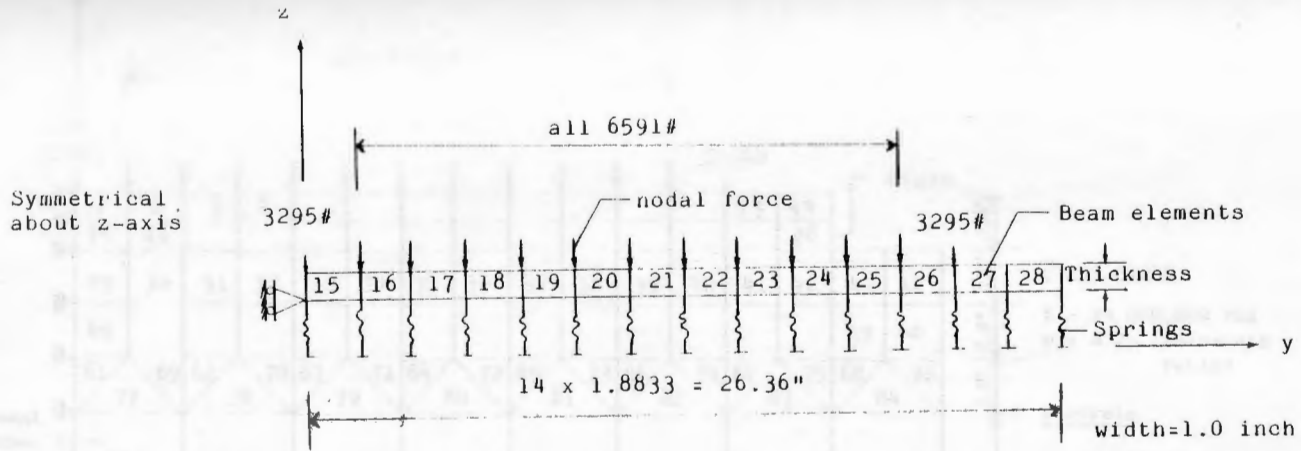 z
all 6591#
Symmetrical
about z-axis
3295#
nodal force
3295#
Beam elements
15 16 17 18 19 20 21 22 23 24 25 26 27 28
Thickness
Springs
y
14 x 1.8833 = 26.36"
width=1.0 inch